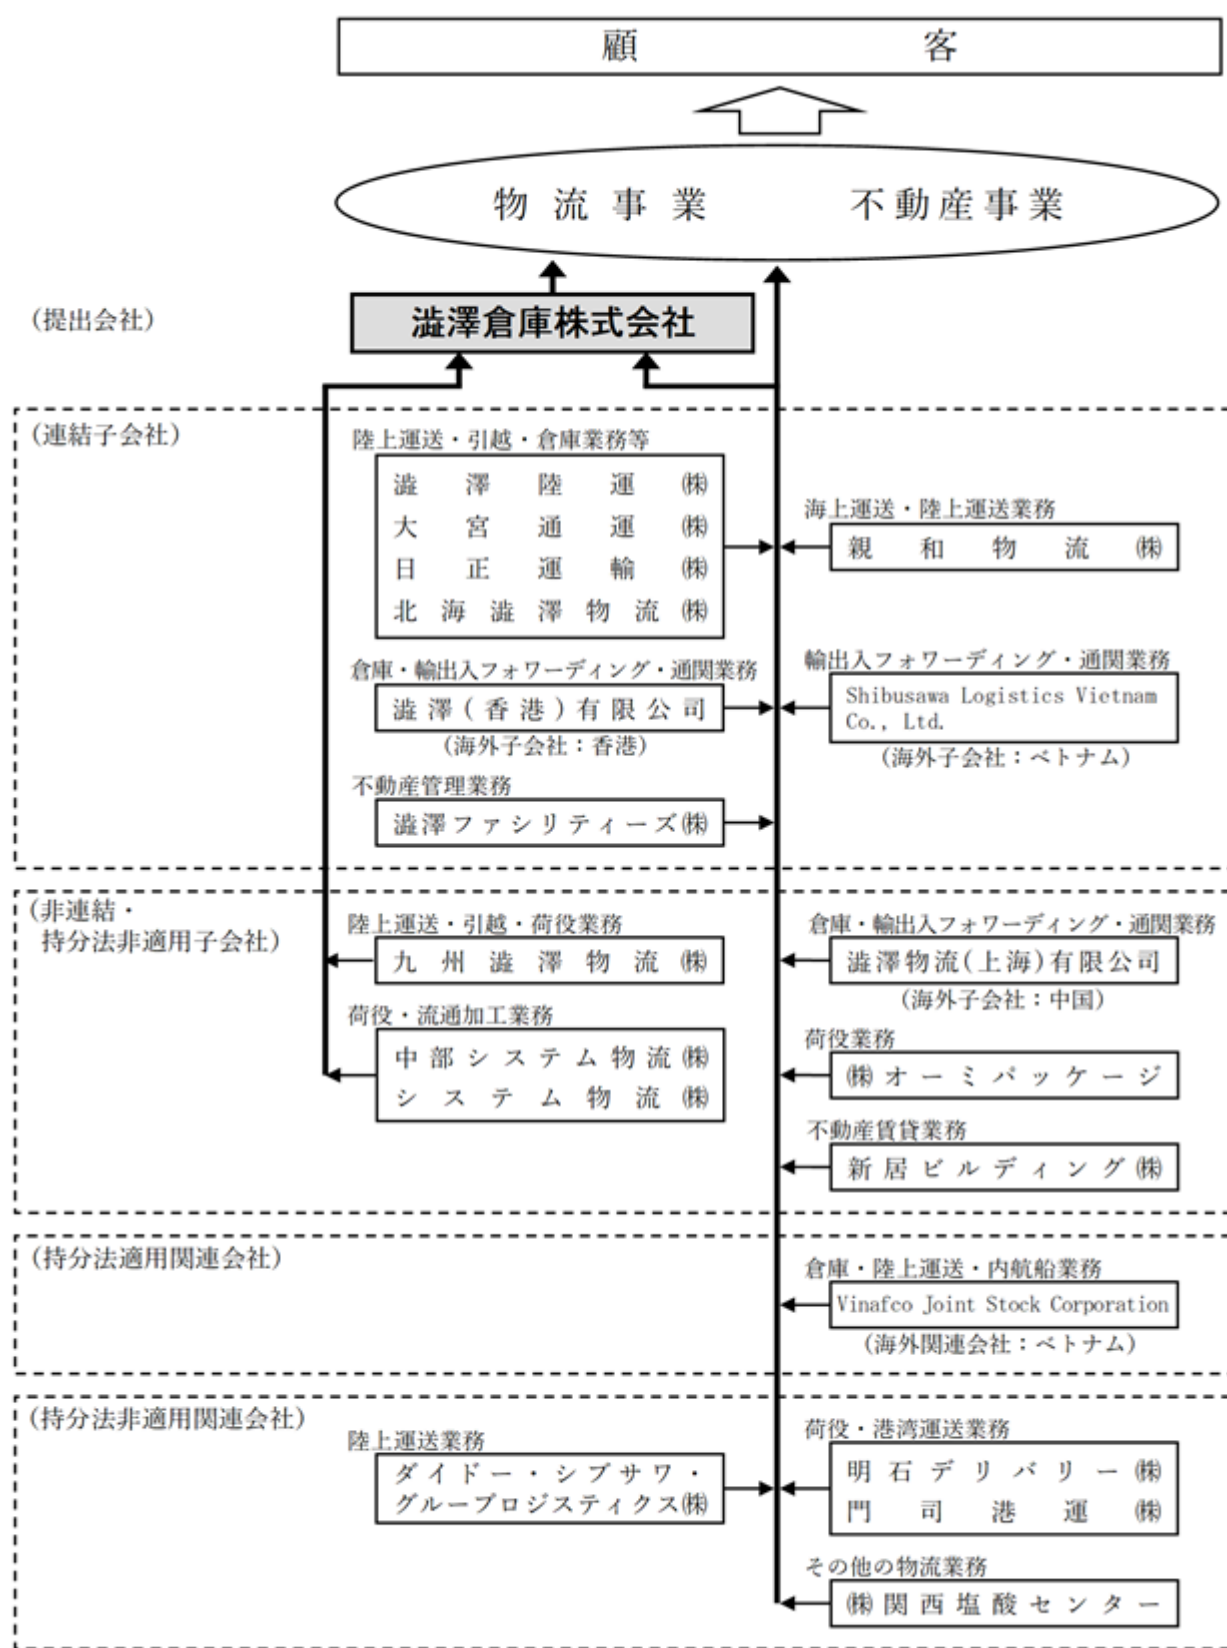 顧客
物流事業 不動産事業
(提出会社)
澁澤倉庫株式会社
(連結子会社)
陸上運送・引越・倉庫業務等
澁澤陸運㈱
大宮通運㈱
日正運輸㈱
北海澁澤物流㈱
海上運送・陸上運送業務
親和物流㈱
倉庫・輸出入フォワーディング・通関業務
澁澤(香港)有限公司
(海外子会社：香港)
輸出入フォワーディング・通関業務
Shibusawa Logistics Vietnam
Co., Ltd.
(海外子会社：ベトナム)
不動産管理業務
澁澤ファシリティーズ㈱
(非連結・
持分法非適用子会社)
陸上運送・引越・荷役業務
九州澁澤物流㈱
荷役・流通加工業務
中部システム物流㈱
システム物流㈱
倉庫・輸出入フォワーディング・通関業務
澁澤物流(上海)有限公司
(海外子会社：中国)
荷役業務
㈱オーミパッケージ
不動産賃貸業務
新居ビルディング㈱
(持分法適用関連会社)
倉庫・陸上運送・内航船業務
Vinafco Joint Stock Corporation
(海外関連会社：ベトナム)
(持分法非適用関連会社)
陸上運送業務
ダイドー・シブサワ・
グループロジスティクス㈱
荷役・港湾運送業務
明石デリバリー㈱
門司港運㈱
その他の物流業務
㈱関西塩酸センター